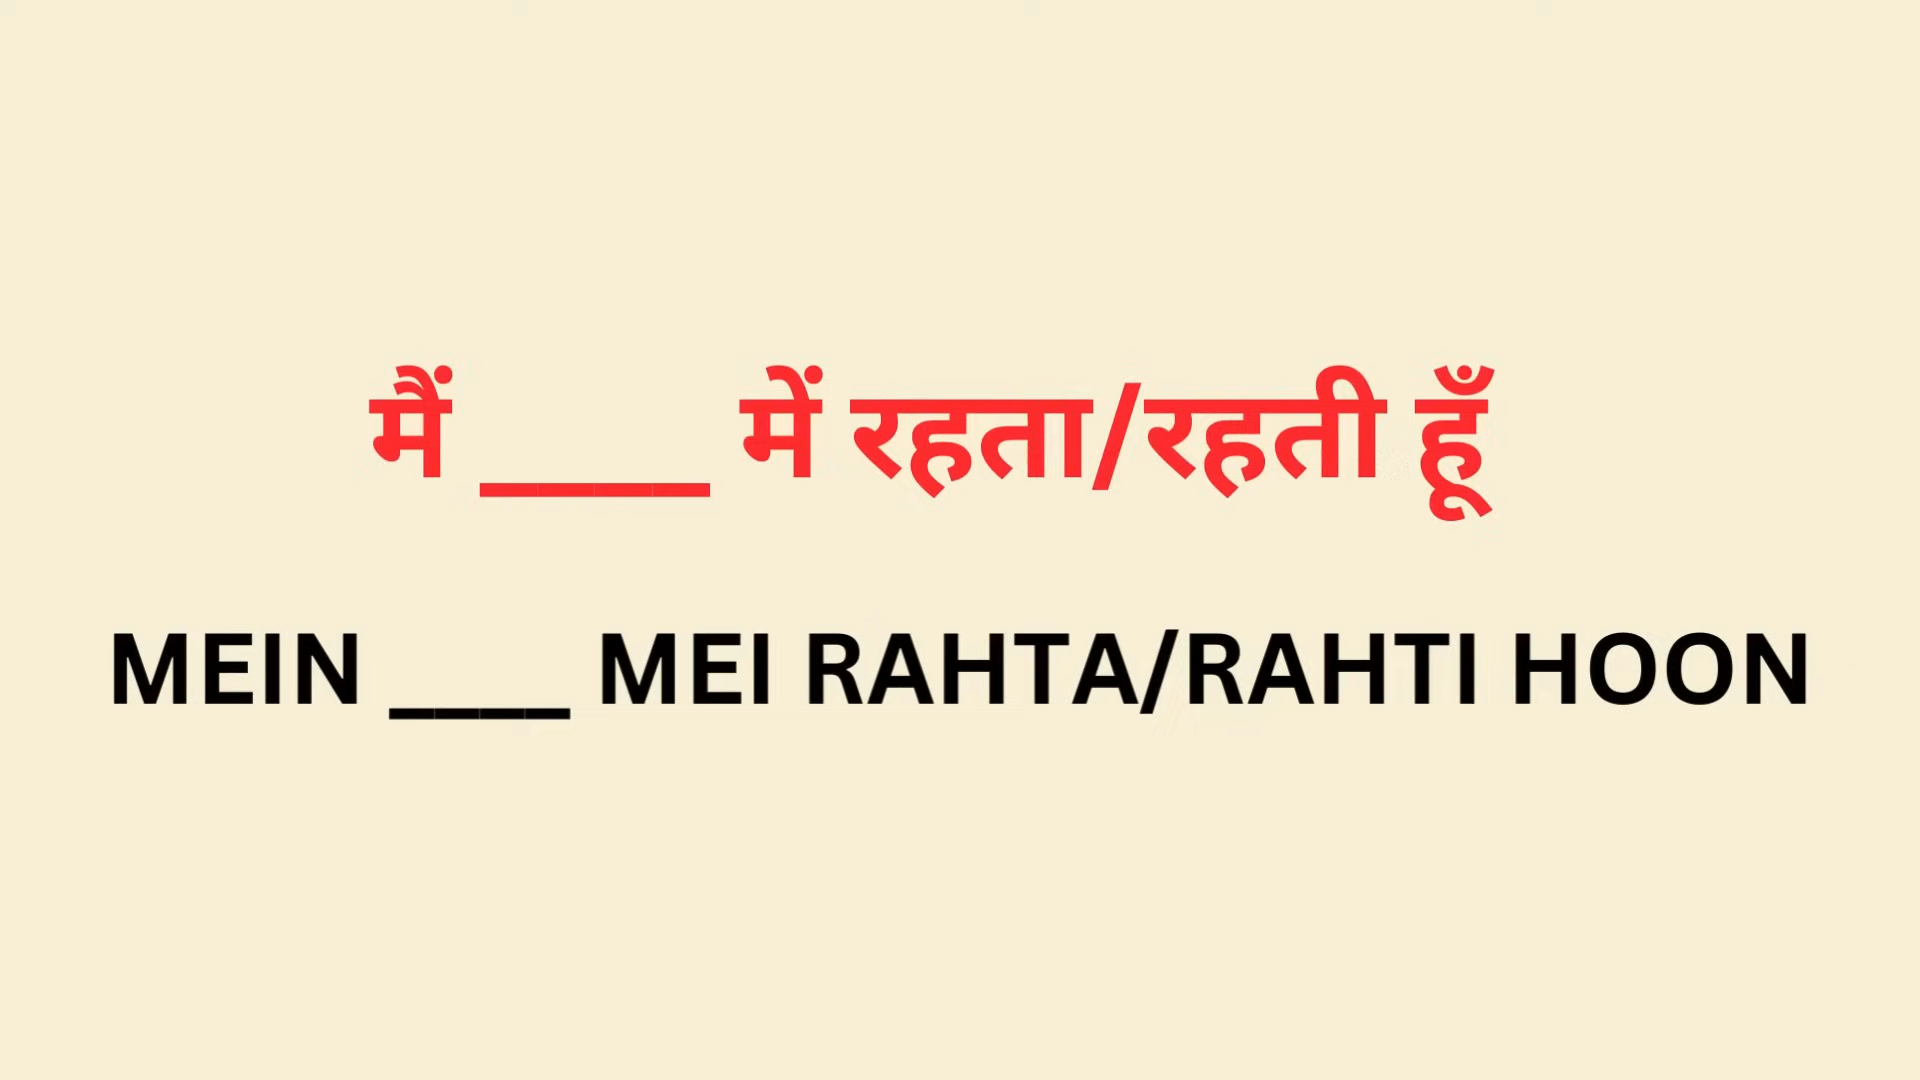 मैं ____ में रहता/रहती हूँ
MEIN ____ MEI RAHTA/RAHTI HOON